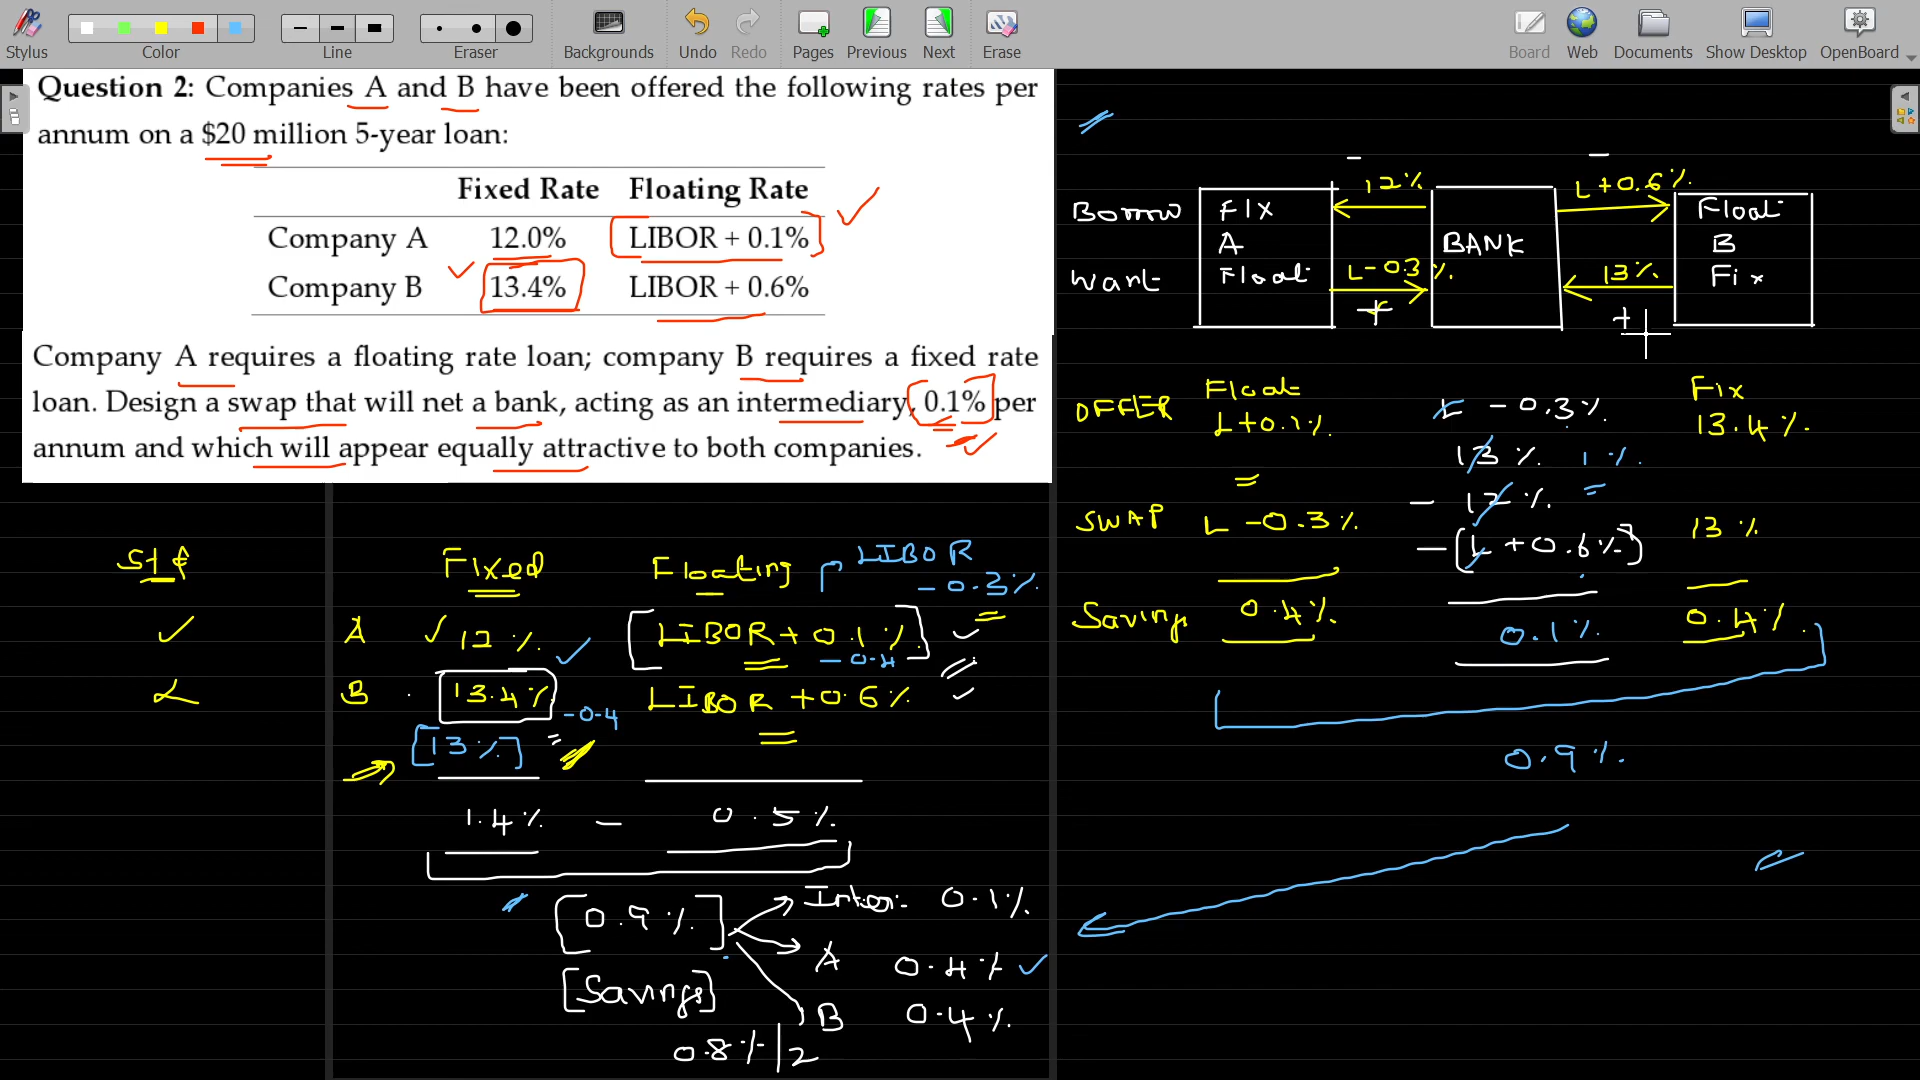 Stylus Color Line Eraser Backgrounds Undo Redo Pages Previous Next Erase Board Web Documents Show Desktop OpenBoard
Question 2: Companies A and B have been offered the following rates per
annum on a $20 million 5-year loan:
Fixed Rate Floating Rate
Company A 12.0% LIBOR + 0.1%
Company B 13.4% LIBOR + 0.6%
Company A requires a floating rate loan; company B requires a fixed rate
loan. Design a swap that will net a bank, acting as an intermediary, 0.1% per
annum and which will appear equally attractive to both companies.
Fixed Floating LIBOR
- 0.3%
A 12 % LIBOR + 0.1 %
- 0.4
B 13.4% LIBOR + 0.6%
- 0.4
[13%]
1.4% - 0.5%
[0.9%] Inter: 0.1%
A 0.4%
[Savings] B 0.4%
0.8% | 2
- -
12% L+0.6%
Borrow Fix Float
A BANK B
Want Float Fix
L-0.3% 13%
+ +
OFFER Float L - 0.3% Fix
L+0.1% 13.4%
13% 1%
- 12%
SWAP L - 0.3% 13%
- (L + 0.6%)
Savings 0.4% 0.1% 0.4%
0.9%